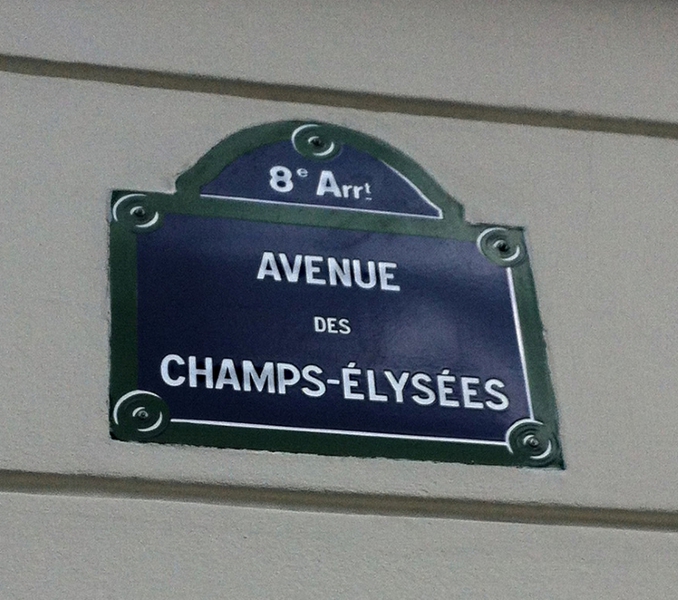 8e Arrt
AVENUE
DES
CHAMPS-ÉLYSÉES